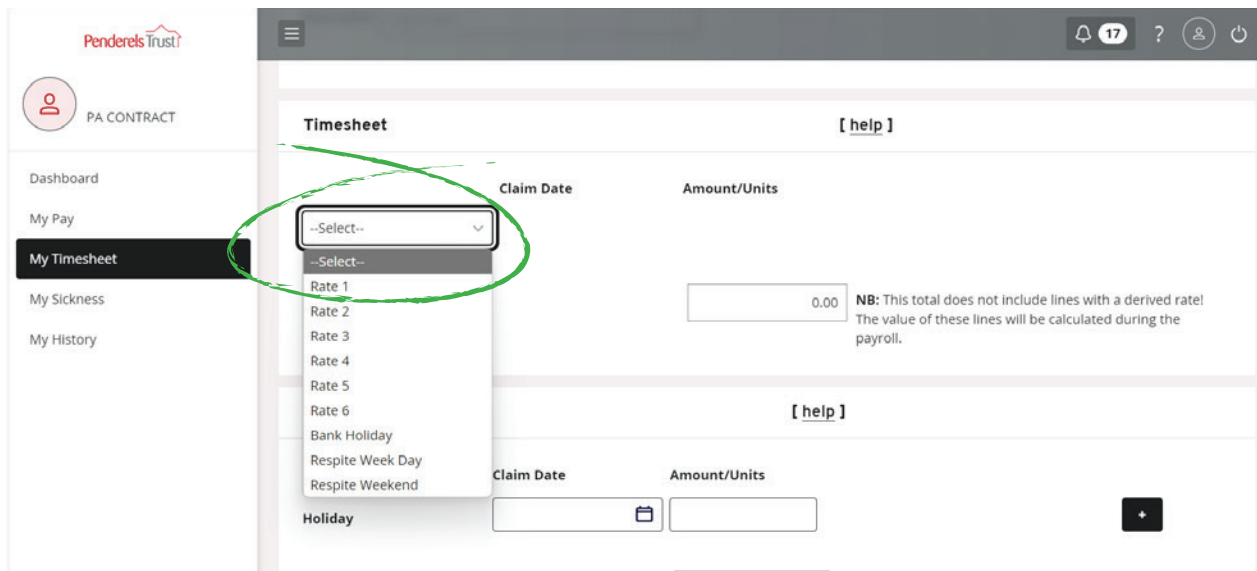 Penderels Trust
17
?
PA CONTRACT
Dashboard
My Pay
My Timesheet
My Sickness
My History
Timesheet
[ help ]
Claim Date
Amount/Units
--Select--
--Select--
Rate 1
Rate 2
Rate 3
Rate 4
Rate 5
Rate 6
Bank Holiday
Respite Week Day
Respite Weekend
0.00
NB: This total does not include lines with a derived rate!
The value of these lines will be calculated during the
payroll.
[ help ]
Claim Date
Amount/Units
Holiday
+